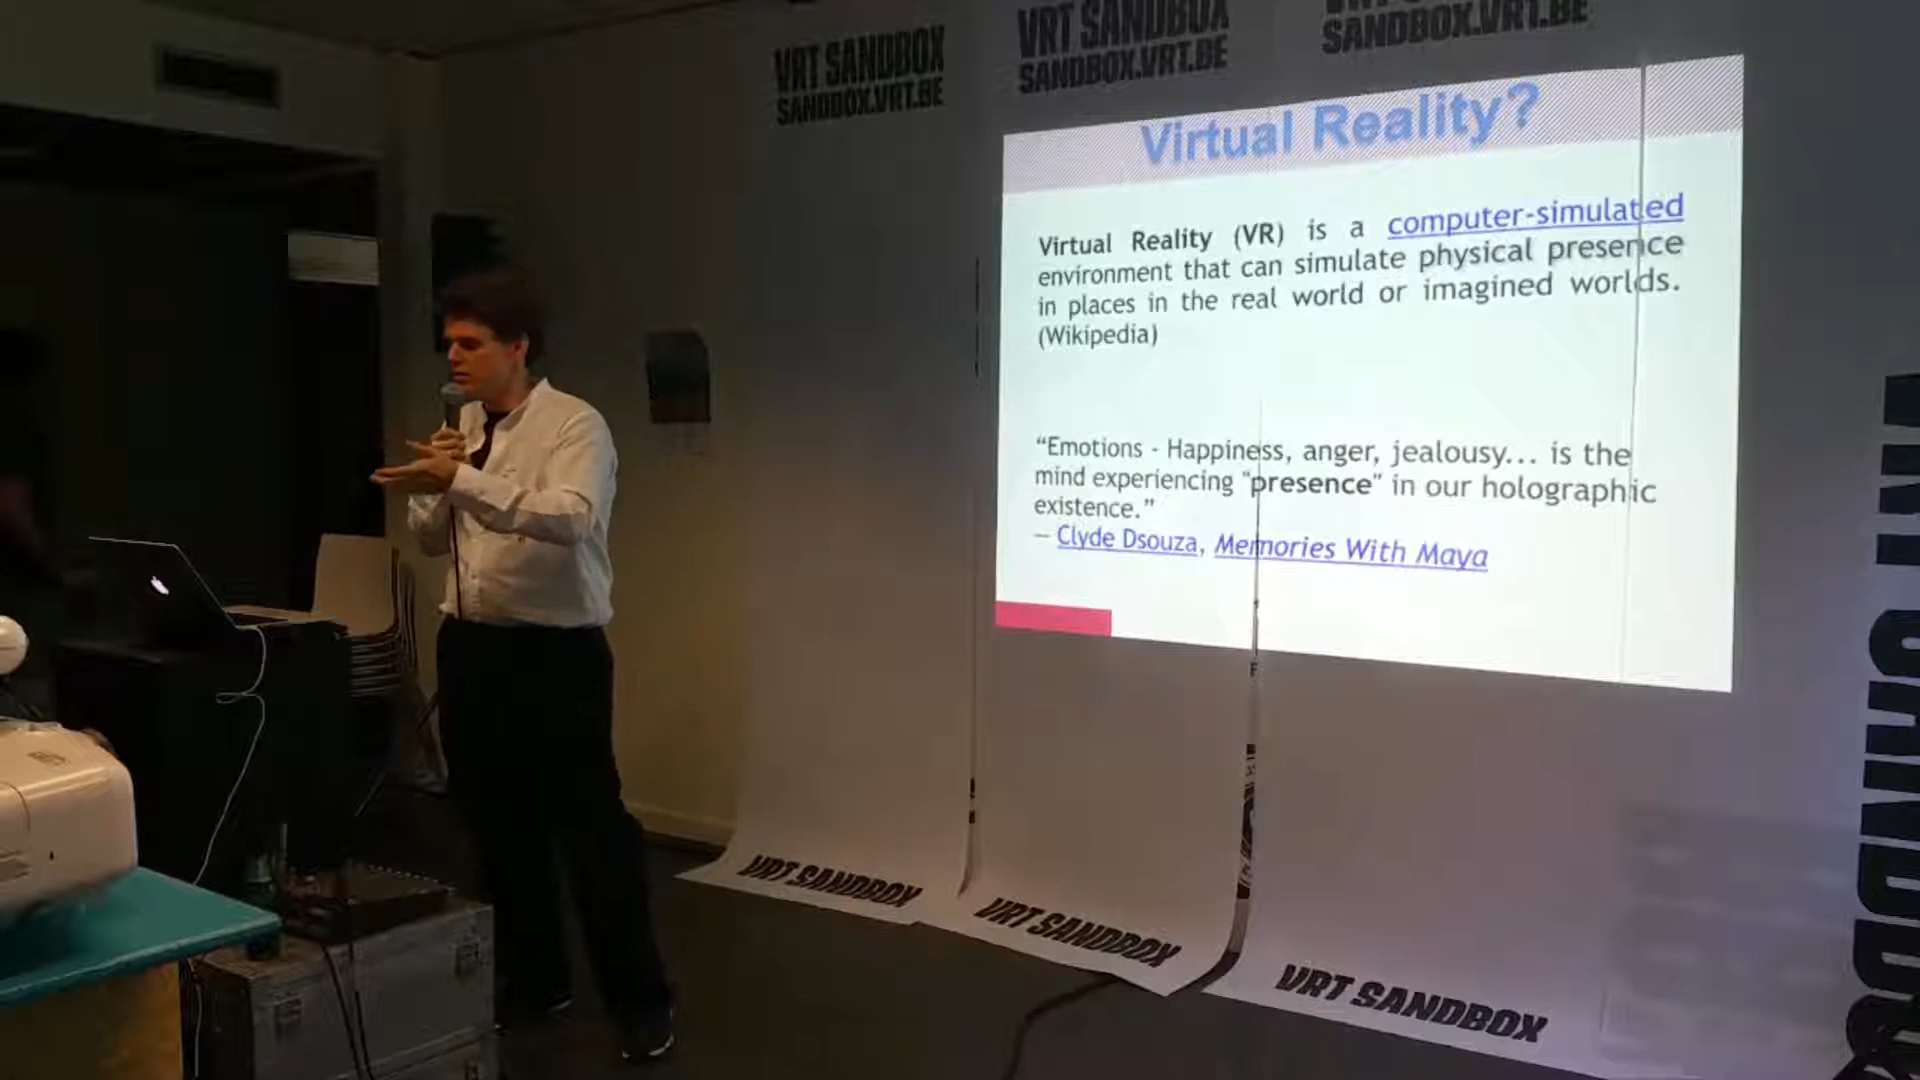 VRT SANDBOX
SANDBOX.VRT.BE
VRT SANDBOX
SANDBOX.VRT.BE
SANDBOX.VRT.BE
Virtual Reality?
Virtual Reality (VR) is a computer-simulated
environment that can simulate physical presence
in places in the real world or imagined worlds.
(Wikipedia)
“Emotions - Happiness, anger, jealousy... is the
mind experiencing "presence" in our holographic
existence.”
— Clyde Dsouza, Memories With Maya
VRT SANDBOX
VRT SANDBOX
VRT SANDBOX
VRT SANDBOX